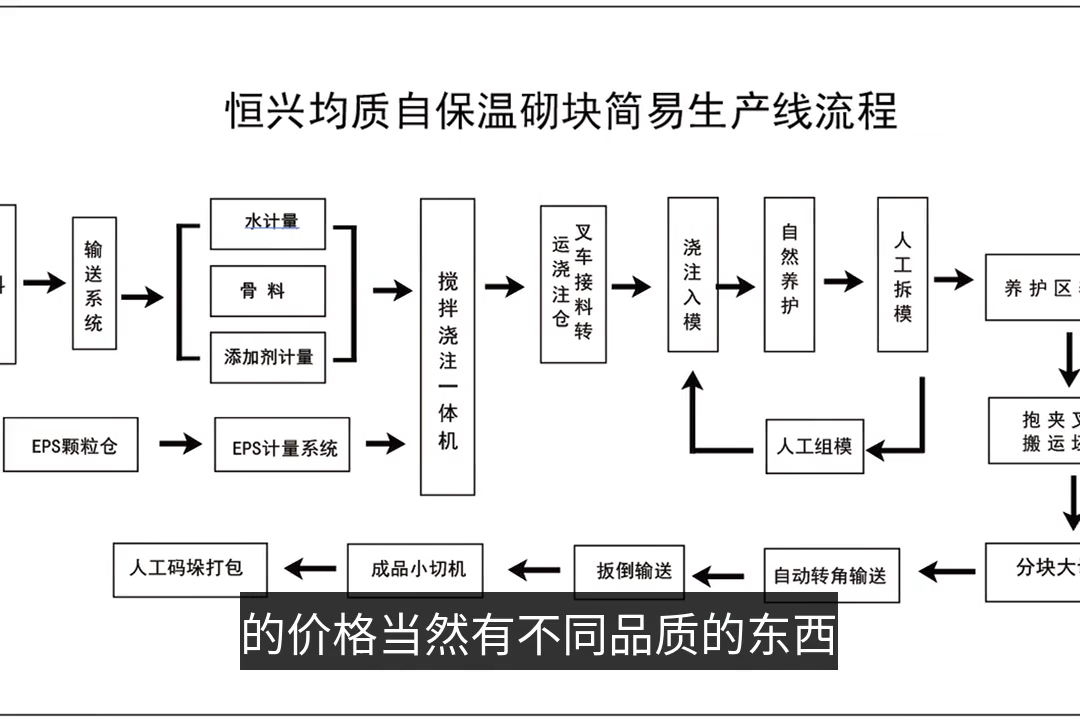 恒兴均质自保温砌块简易生产线流程
输送系统
水计量
骨料
添加剂计量
搅拌浇注一体机
叉车接料转
运浇注仓
浇注入模
自然养护
人工拆模
养护区
EPS颗粒仓
EPS计量系统
人工组模
抱夹
搬运
人工码垛打包
成品小切机
扳倒输送
自动转角输送
分块大
的价格当然有不同品质的东西